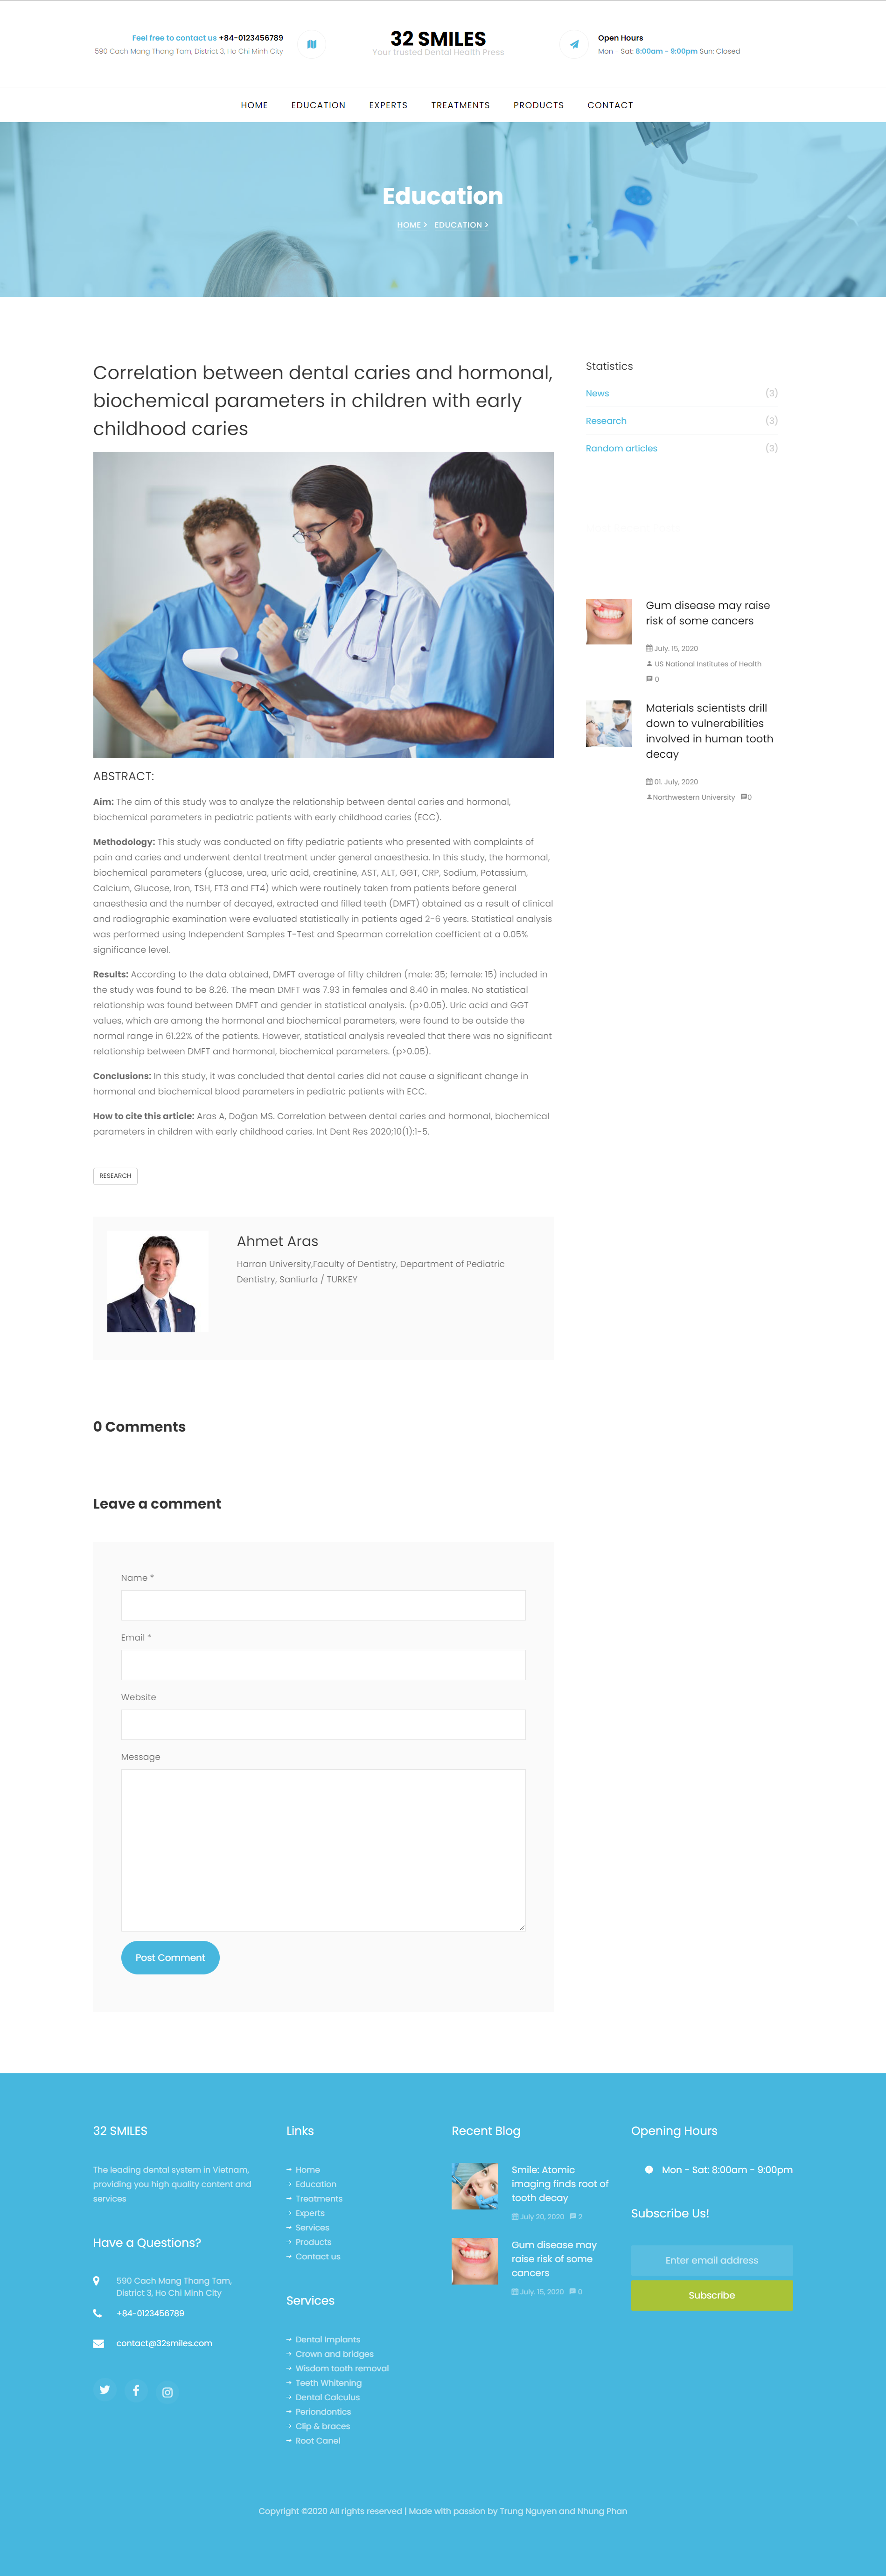 Feel free to contact us +84-0123456789
590 Cach Mang Thang Tam, District 3, Ho Chi Minh City
32 SMILES
Your trusted Dental Health Press
Open Hours
Mon - Sat: 8:00am - 9:00pm Sun: Closed
HOME EDUCATION EXPERTS TREATMENTS PRODUCTS CONTACT
Education
HOME > EDUCATION >
Correlation between dental caries and hormonal,
biochemical parameters in children with early
childhood caries
ABSTRACT:
Aim: The aim of this study was to analyze the relationship between dental caries and hormonal,
biochemical parameters in pediatric patients with early childhood caries (ECC).
Methodology: This study was conducted on fifty pediatric patients who presented with complaints of
pain and caries and underwent dental treatment under general anaesthesia. In this study, the hormonal,
biochemical parameters (glucose, urea, uric acid, creatinine, AST, ALT, GGT, CRP, Sodium, Potassium,
Calcium, Glucose, Iron, TSH, FT3 and FT4) which were routinely taken from patients before general
anaesthesia and the number of decayed, extracted and filled teeth (DMFT) obtained as a result of clinical
and radiographic examination were evaluated statistically in patients aged 2-6 years. Statistical analysis
was performed using Independent Samples T-Test and Spearman correlation coefficient at a 0.05%
significance level.
Results: According to the data obtained, DMFT average of fifty children (male: 35; female: 15) included in
the study was found to be 8.26. The mean DMFT was 7.93 in females and 8.40 in males. No statistical
relationship was found between DMFT and gender in statistical analysis. (p>0.05). Uric acid and GGT
values, which are among the hormonal and biochemical parameters, were found to be outside the
normal range in 61.22% of the patients. However, statistical analysis revealed that there was no significant
relationship between DMFT and hormonal, biochemical parameters. (p>0.05).
Conclusions: In this study, it was concluded that dental caries did not cause a significant change in
hormonal and biochemical blood parameters in pediatric patients with ECC.
How to cite this article: Aras A, Doğan MS. Correlation between dental caries and hormonal, biochemical
parameters in children with early childhood caries. Int Dent Res 2020;10(1):1-5.
RESEARCH
Ahmet Aras
Harran University,Faculty of Dentistry, Department of Pediatric
Dentistry, Sanliurfa / TURKEY
0 Comments
Leave a comment
Name *
Email *
Website
Message
Post Comment
Statistics
News (3)
Research (3)
Random articles (3)
Gum disease may raise
risk of some cancers
July. 15, 2020
US National Institutes of Health
0
Materials scientists drill
down to vulnerabilities
involved in human tooth
decay
01. July, 2020
Northwestern University 0
32 SMILES
The leading dental system in Vietnam,
providing you high quality content and
services
Have a Questions?
590 Cach Mang Thang Tam,
District 3, Ho Chi Minh City
+84-0123456789
contact@32smiles.com
Links
Home
Education
Treatments
Experts
Services
Products
Contact us
Services
Dental Implants
Crown and bridges
Wisdom tooth removal
Teeth Whitening
Dental Calculus
Periondontics
Clip & braces
Root Canel
Recent Blog
Smile: Atomic
imaging finds root of
tooth decay
July 20, 2020 2
Gum disease may
raise risk of some
cancers
July. 15, 2020 0
Opening Hours
Mon - Sat: 8:00am - 9:00pm
Subscribe Us!
Enter email address
Subscribe
Copyright ©2020 All rights reserved | Made with passion by Trung Nguyen and Nhung Phan